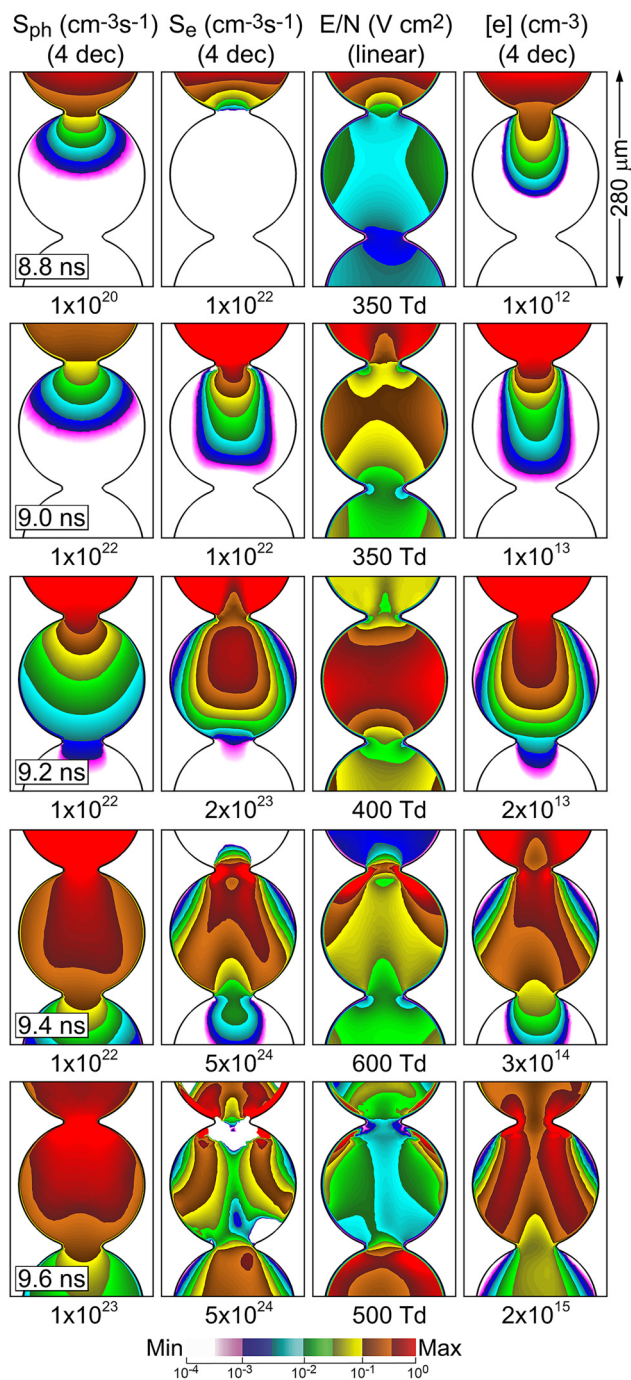 Sph (cm-3s-1) Se (cm-3s-1) E/N (V cm2) [e] (cm-3)
(4 dec) (4 dec) (linear) (4 dec)
280 μm
8.8 ns
1x10^20 1x10^22 350 Td 1x10^12
9.0 ns
1x10^22 1x10^22 350 Td 1x10^13
9.2 ns
1x10^22 2x10^23 400 Td 2x10^13
9.4 ns
1x10^22 5x10^24 600 Td 3x10^14
9.6 ns
1x10^23 5x10^24 500 Td 2x10^15
Min Max
10^-4 10^-3 10^-2 10^-1 10^0